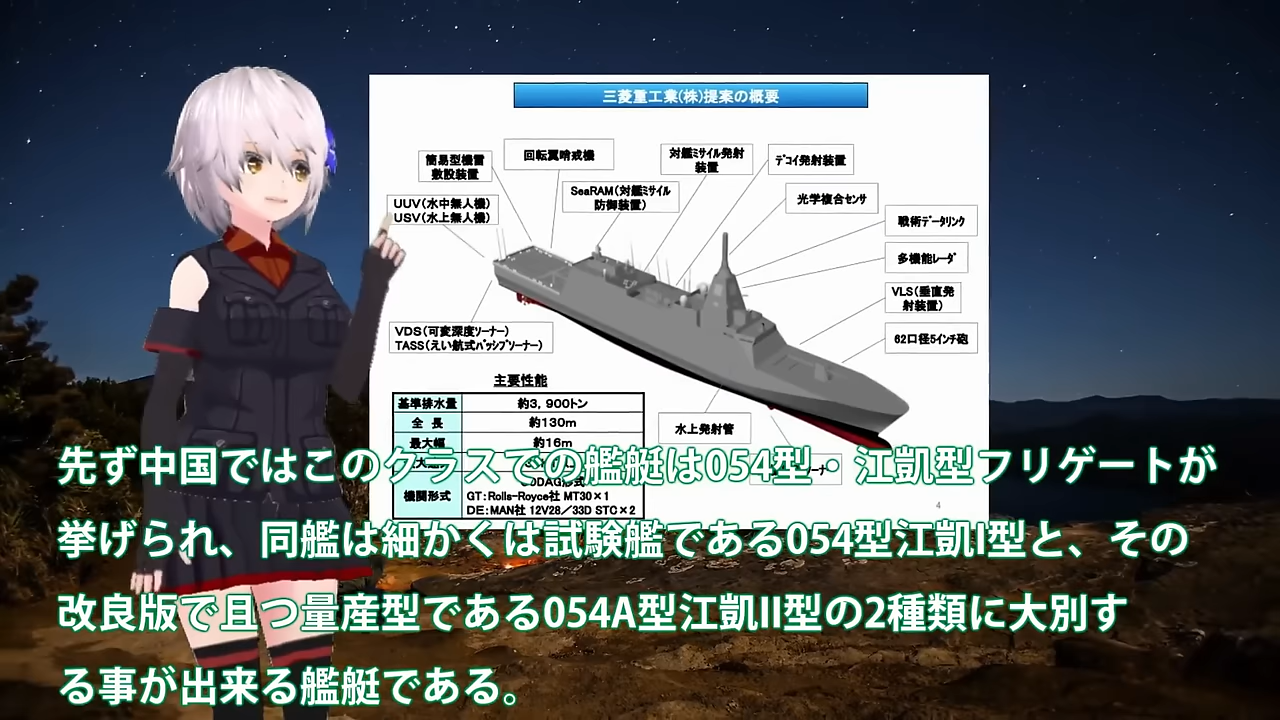 三菱重工業(株)提案の概要
簡易型機雷
敷設装置
回転翼哨戒機
対艦ミサイル発射
装置
デコイ発射装置
UUV(水中無人機)
USV(水上無人機)
SeaRAM(対艦ミサイル
防御装置)
光学複合センサ
戦術データリンク
多機能レーダ
VLS(垂直発
射装置)
62口径5インチ砲
VDS(可変深度ソーナー)
TASS(えい航式パッシブソーナー)
主要性能
基準排水量 約3,900トン
全 長 約130m
最大幅 約16m
水上発射管
機関形式
GT:Rolls-Royce社 MT30×1
DE:MAN社 12V28/33D STC×2
4
先ず中国ではこのクラスでの艦艇は054型・江凱型フリゲートが
挙げられ、同艦は細かくは試験艦である054型江凱I型と、その
改良版で且つ量産型である054A型江凱II型の2種類に大別す
る事が出来る艦艇である。